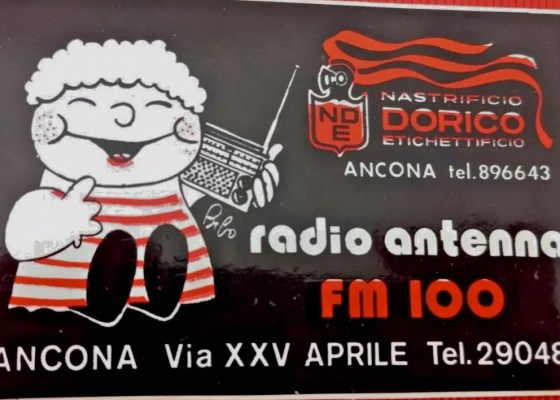 NDE
NASTRIFICIO
DORICO
ETICHETTIFICIO
ANCONA tel.896643
radio antenna
FM 100
ANCONA Via XXV APRILE Tel.29048